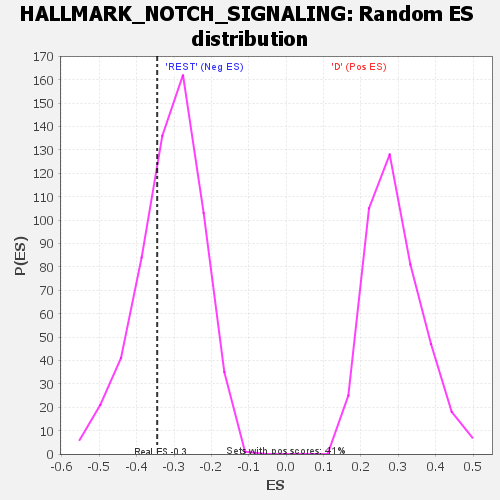 HALLMARK_NOTCH_SIGNALING: Random ES
distribution
'REST' (Neg ES)
'D' (Pos ES)
170
160
150
140
130
120
110
100
90
80
70
60
50
40
30
20
10
0
P(ES)
Real ES -0.3
Sets with pos scores: 41%
-0.6 -0.5 -0.4 -0.3 -0.2 -0.1 0.0 0.1 0.2 0.3 0.4 0.5
ES